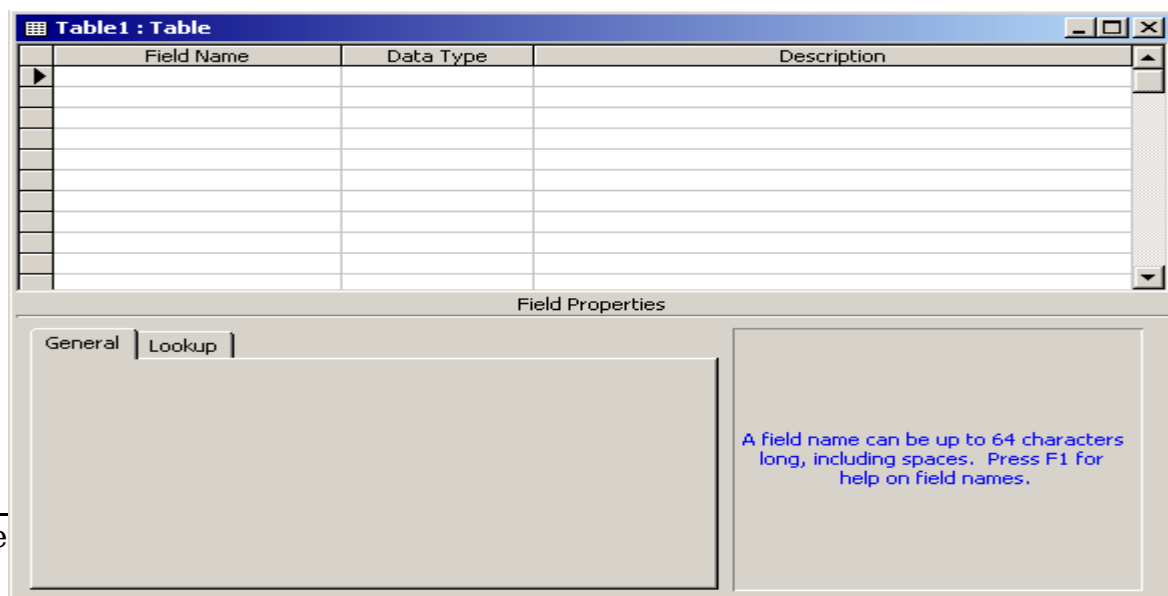 Table1 : Table
Field Name Data Type Description
Field Properties
General Lookup
A field name can be up to 64 characters
long, including spaces. Press F1 for
help on field names.
e